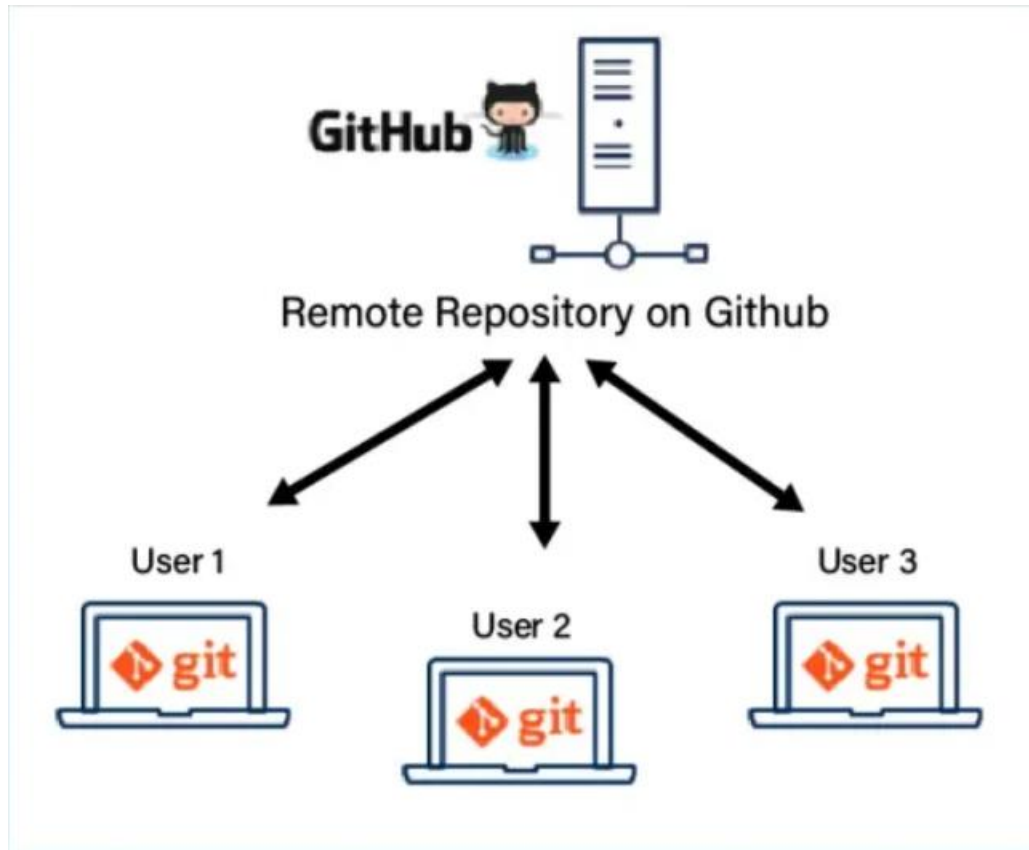 GitHub
Remote Repository on Github
User 1
User 2
User 3
git
git
git